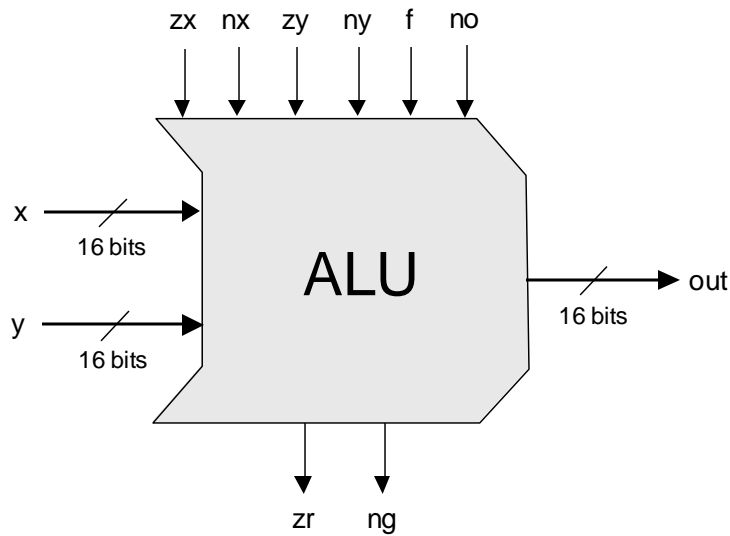 zx nx zy ny f no
x
16 bits
y
16 bits
ALU
out
16 bits
zr ng